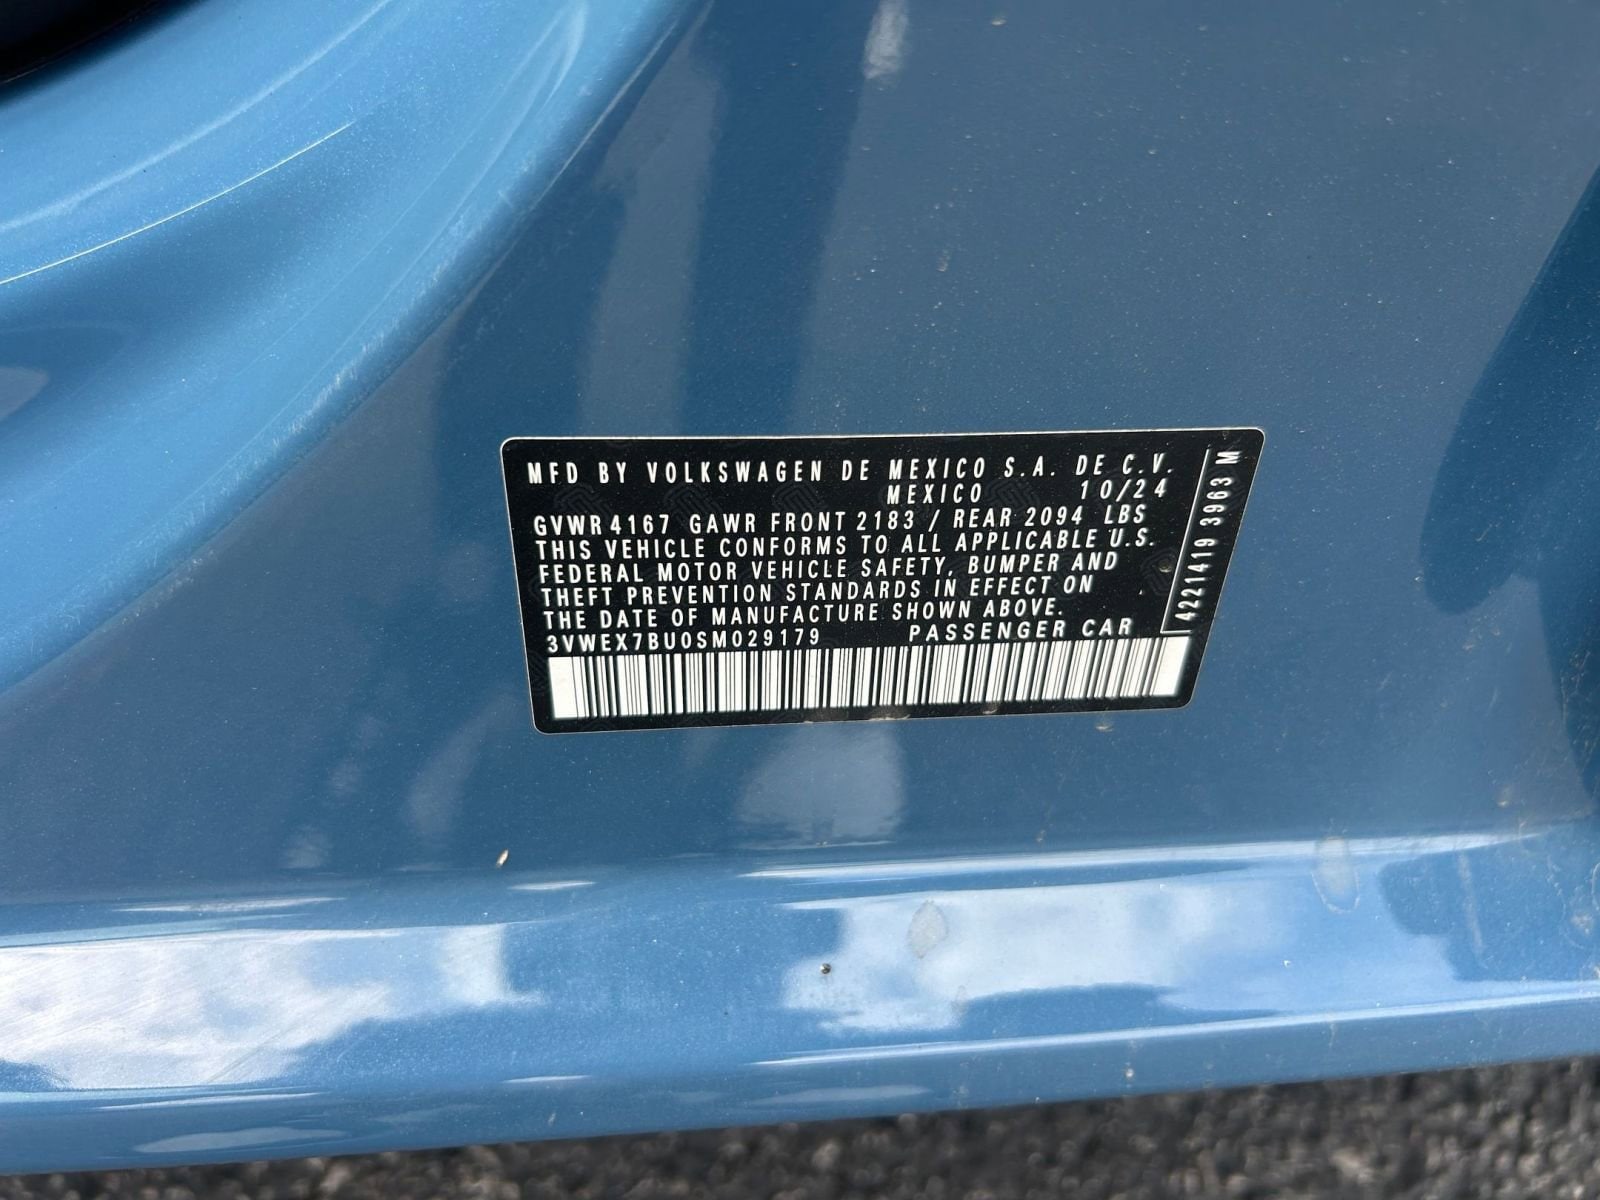 MFD BY VOLKSWAGEN DE MEXICO S.A. DE C.V.
MEXICO 10/24
GVWR 4167 GAWR FRONT 2183 / REAR 2094 LBS
THIS VEHICLE CONFORMS TO ALL APPLICABLE U.S.
FEDERAL MOTOR VEHICLE SAFETY, BUMPER AND
THEFT PREVENTION STANDARDS IN EFFECT ON
THE DATE OF MANUFACTURE SHOWN ABOVE.
3VWEX7BU0SM029179 PASSENGER CAR
4221419 3963 M